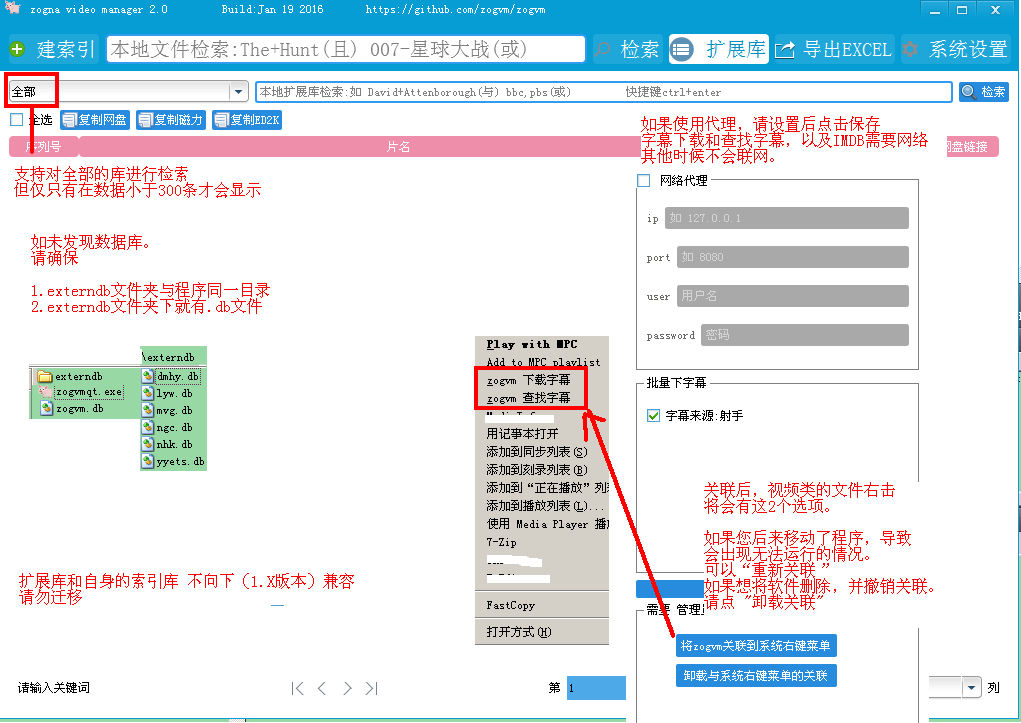 zogna video manager 2.0 Build:Jan 19 2016 https://github.com/zogvm/zogvm
建索引 本地文件检索:The+Hunt(且) 007-星球大战(或) 检索 扩展库 导出EXCEL 系统设置
全部 本地扩展库检索:如 David+Attenborough(与) bbc,pbs(或) 快捷键ctrl+enter 检索
全选 复制网盘 复制磁力 复制ED2K
序列号 片名 网盘链接
如果使用代理，请设置后点击保存
字幕下载和查找字幕，以及IMDB需要网络
其他时候不会联网。
支持对全部的库进行检索
但仅只有在数据小于300条才会显示
如未发现数据库。
请确保
1.externdb文件夹与程序同一目录
2.externdb文件夹下就有.db文件
externdb
zogvmqt.exe
zogvm.db
\externdb
dmhy.db
lyw.db
mvg.db
ngc.db
nhk.db
yyets.db
扩展库和自身的索引库 不向下（1.X版本）兼容
请勿迁移
Play with MPC
Add to MPC playlist
zogvm 下载字幕
zogvm 查找字幕
用记事本打开
添加到同步列表(S)
添加到刻录列表(B)
添加到“正在播放”列
添加到播放列表(L)...
使用 Media Player 播
7-Zip
FastCopy
打开方式(H)
网络代理
ip 如 127.0.0.1
port 如 8080
user 用户名
password 密码
批量下字幕
字幕来源:射手
关联后，视频类的文件右击
将会有这2个选项。
如果您后来移动了程序，导致
会出现无法运行的情况。
可以“重新关联 ”
如果想将软件删除，并撤销关联。
请点 "卸载关联"
需要 管理
将zogvm关联到系统右键菜单
卸载与系统右键菜单的关联
请输入关键词 第 1 列